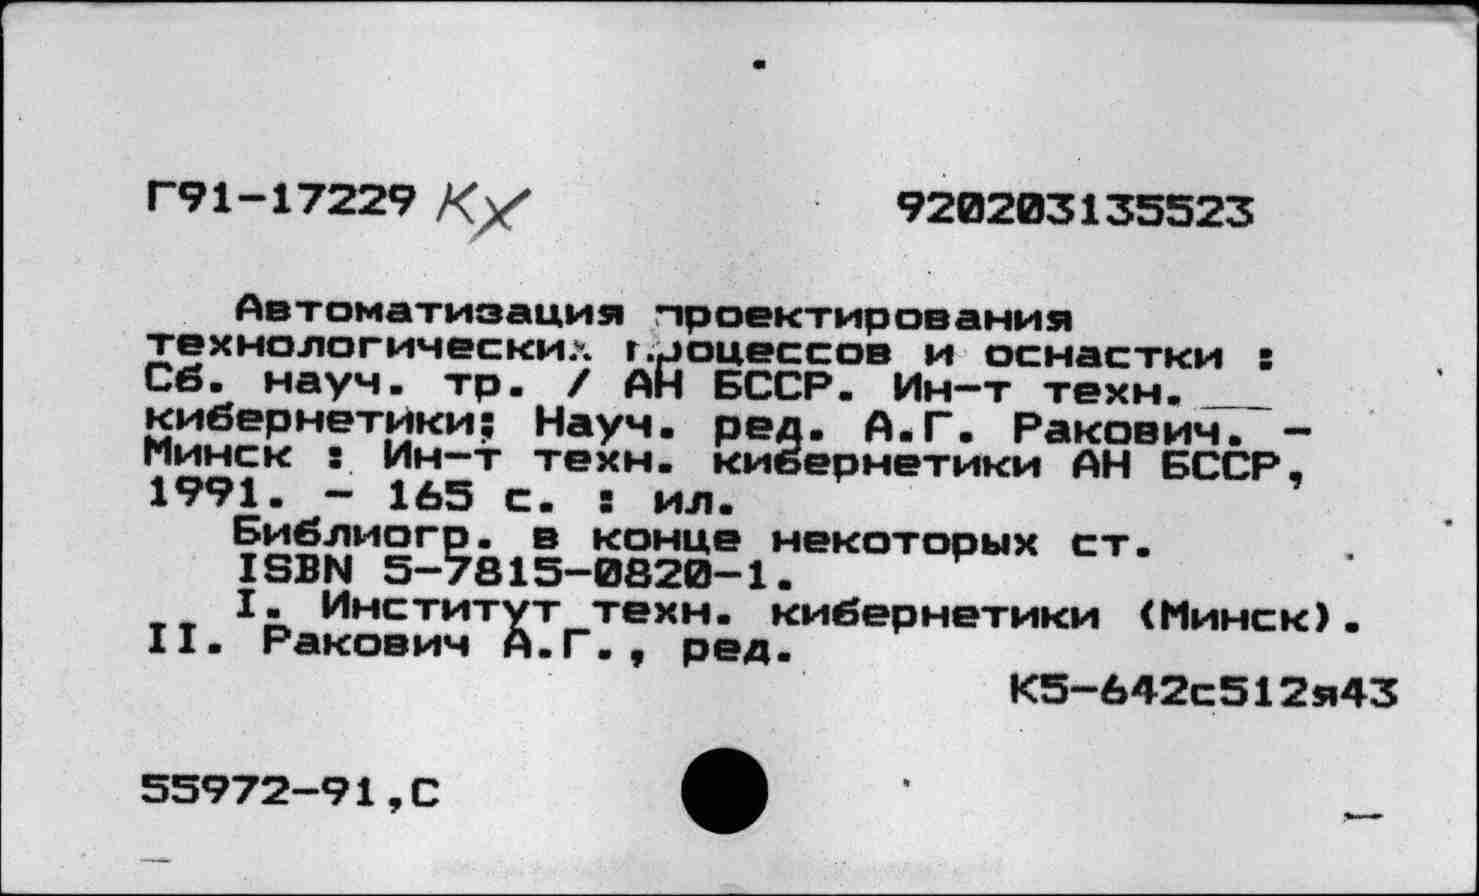 Г91-17229 Кх
920203135523
Автоматизация проектирования
технологических процессов и оснастки :
Сб. науч. тр. / АН БССР. Ин-т техн.
кибернетики; Науч. ред. А.Г. Ракович. -
Минск : Ин-т техн. кибернетики АН БССР,
1991. - 165 с. : ил.
Библиогр. в конце некоторых ст.
ISBN 5-7815-0820-1.
I. Институт техн. кибернетики (Минск).
II. Ракович А.Г., ред.
К5-642с512я43
55972-91,С